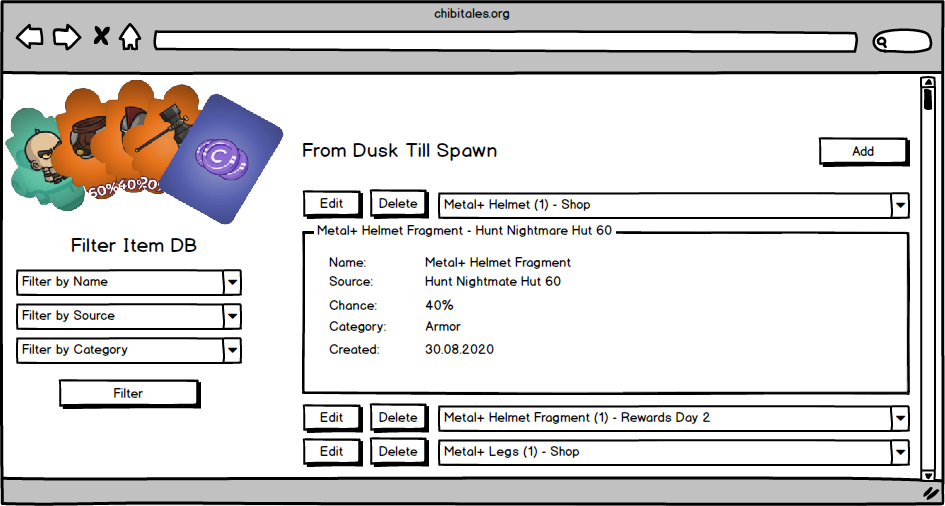 chibitales.org
60%
40%
From Dusk Till Spawn
Add
Edit Delete Metal+ Helmet (1) - Shop
Metal+ Helmet Fragment - Hunt Nightmare Hut 60
Name: Metal+ Helmet Fragment
Source: Hunt Nightmate Hut 60
Chance: 40%
Category: Armor
Created: 30.08.2020
Edit Delete Metal+ Helmet Fragment (1) - Rewards Day 2
Edit Delete Metal+ Legs (1) - Shop
Filter Item DB
Filter by Name
Filter by Source
Filter by Category
Filter